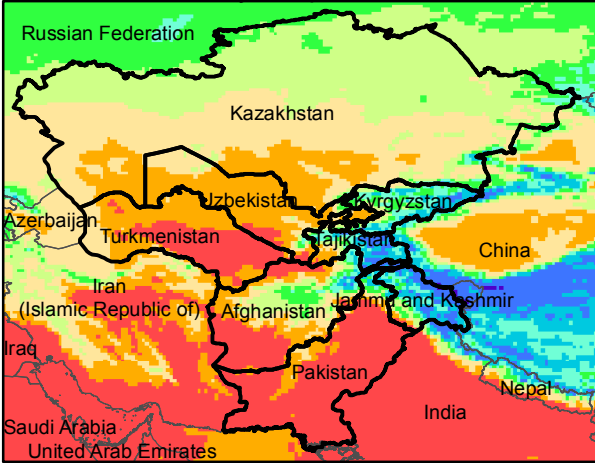 Russian Federation
Kazakhstan
Uzbekistan
Kyrgyzstan
Azerbaijan
Turkmenistan
Tajikistan
China
Iran
(Islamic Republic of)
Afghanistan
Jammu and Kashmir
Iraq
Pakistan
Nepal
India
Saudi Arabia
United Arab Emirates